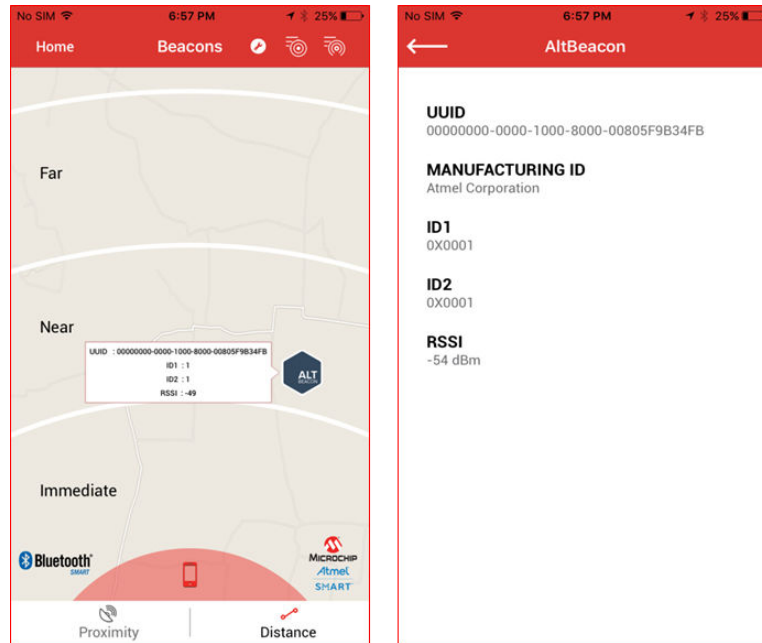 No SIM 6:57 PM 25%
Home Beacons
Far
Near
UUID : 00000000-0000-1000-8000-00805F9B34FB
ID1 : 1
ID2 : 1
RSSI : -49
ALT
BEACON
Immediate
Bluetooth
SMART
MICROCHIP
Atmel
SMART
Proximity Distance
No SIM 6:57 PM 25%
AltBeacon
UUID
00000000-0000-1000-8000-00805F9B34FB
MANUFACTURING ID
Atmel Corporation
ID1
0X0001
ID2
0X0001
RSSI
-54 dBm